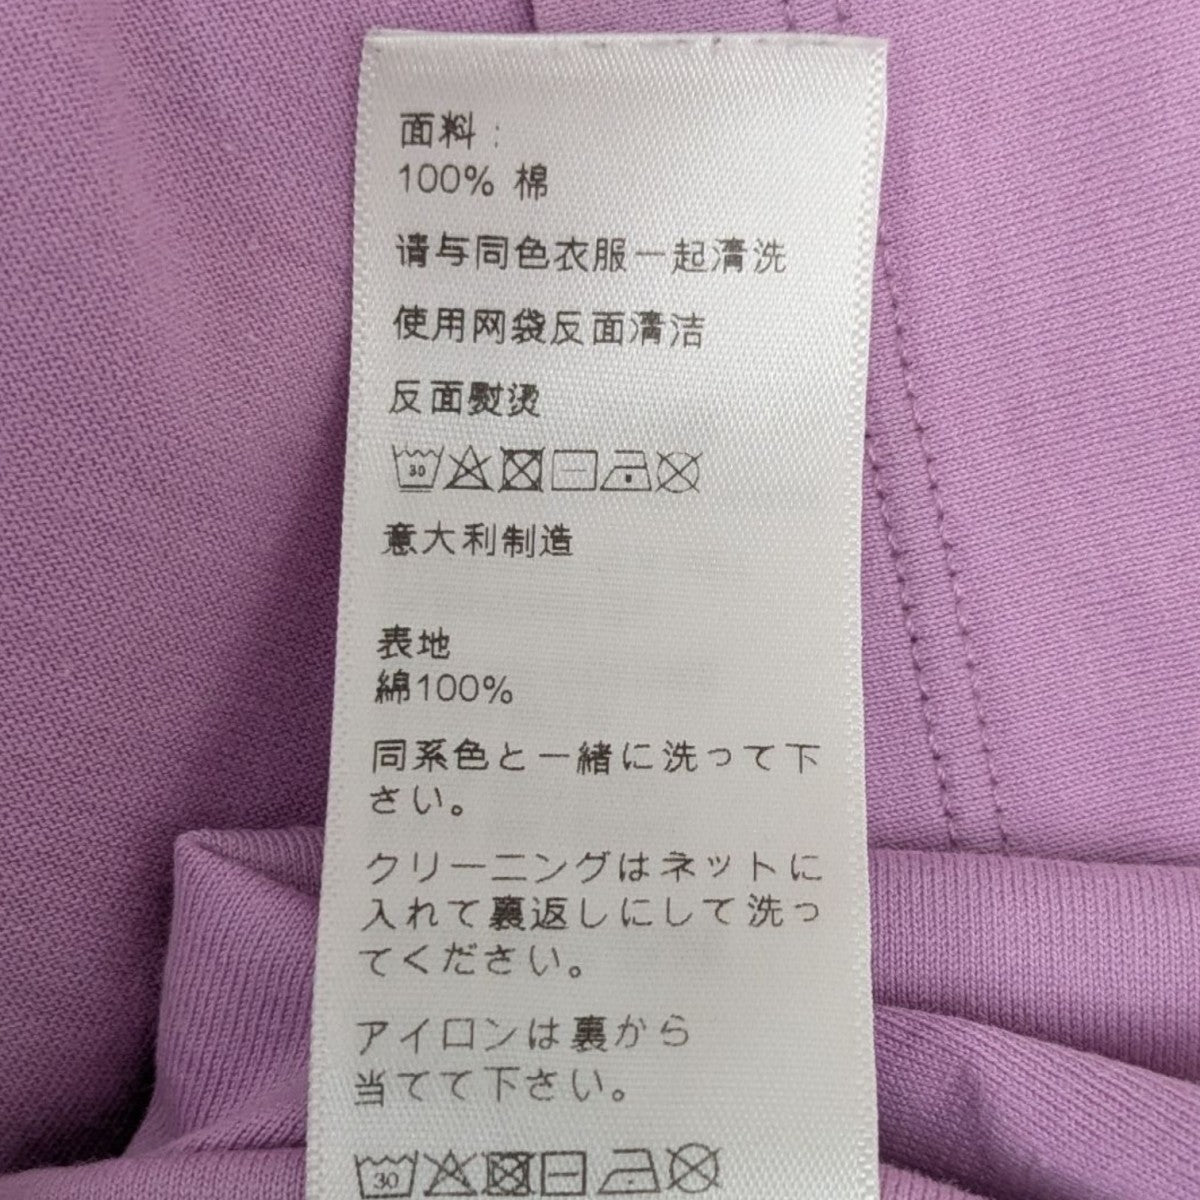 面料：
100% 棉
请与同色衣服一起清洗
使用网袋反面清洁
反面熨烫
30
意大利制造
表地
綿100%
同系色と一緒に洗って下
さい。
クリーニングはネットに
入れて裏返しにして洗っ
てください。
アイロンは裏から
当てて下さい。
30